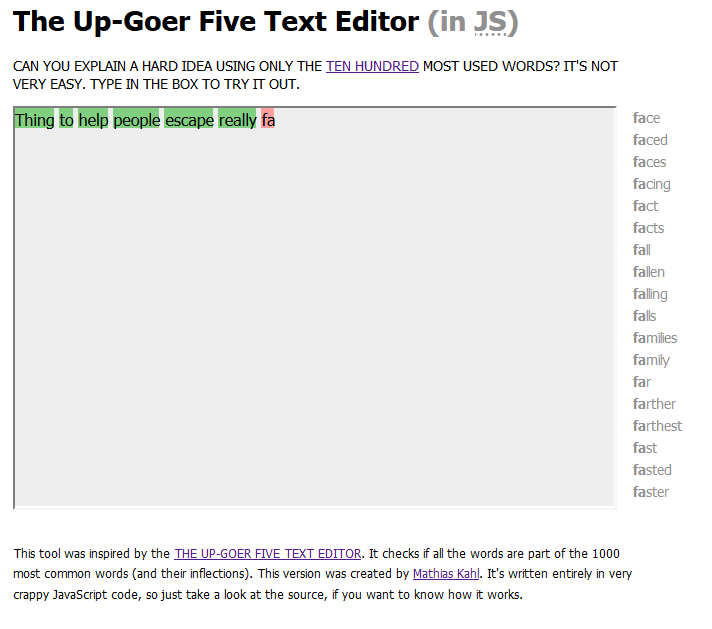 The Up-Goer Five Text Editor (in JS)
CAN YOU EXPLAIN A HARD IDEA USING ONLY THE TEN HUNDRED MOST USED WORDS? IT'S NOT
VERY EASY. TYPE IN THE BOX TO TRY IT OUT.
Thing to help people escape really fa
face
faced
faces
facing
fact
facts
fall
fallen
falling
falls
families
family
far
farther
farthest
fast
fasted
faster
This tool was inspired by the THE UP-GOER FIVE TEXT EDITOR. It checks if all the words are part of the 1000
most common words (and their inflections). This version was created by Mathias Kahl. It's written entirely in very
crappy JavaScript code, so just take a look at the source, if you want to know how it works.